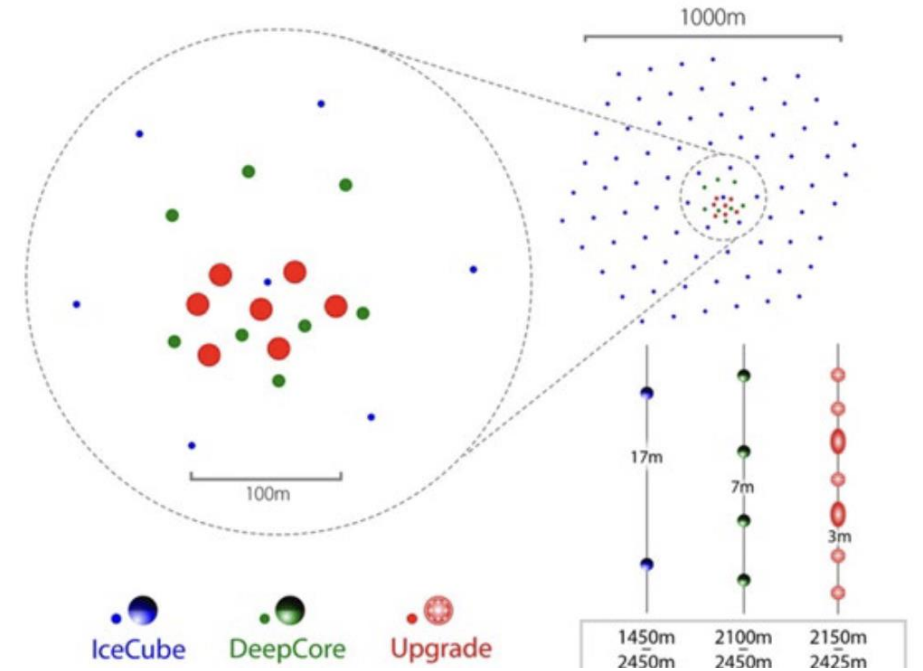 1000m
100m
17m
7m
3m
IceCube DeepCore Upgrade
1450m 2100m 2150m
– – –
2450m 2450m 2425m